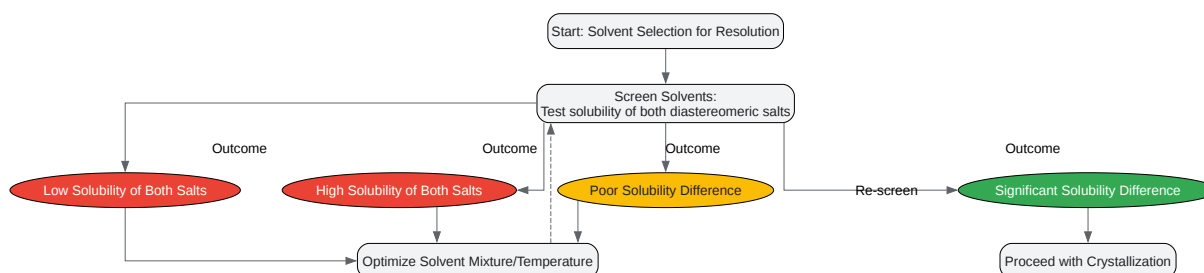 Start: Solvent Selection for Resolution
Screen Solvents:
Test solubility of both diastereomeric salts
Outcome
Outcome
Outcome
Outcome
Low Solubility of Both Salts
High Solubility of Both Salts
Poor Solubility Difference
Re-screen
Significant Solubility Difference
Optimize Solvent Mixture/Temperature
Proceed with Crystallization